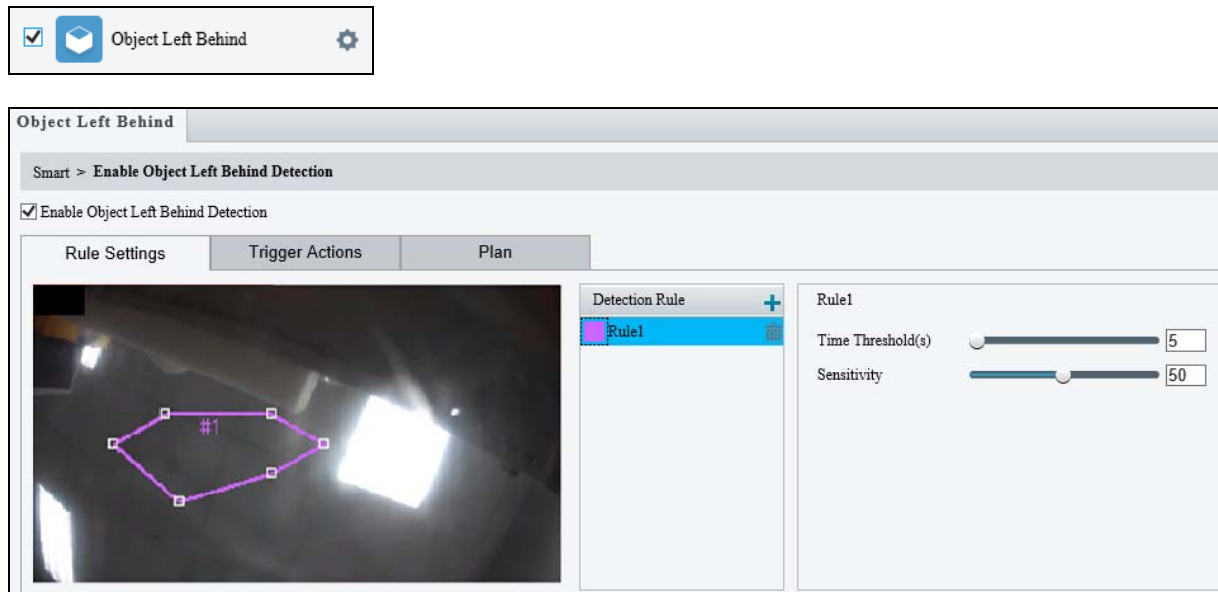 Object Left Behind
Object Left Behind
Smart > Enable Object Left Behind Detection
Enable Object Left Behind Detection
Rule Settings Trigger Actions Plan
#1
Detection Rule +
Rule1
Rule1
Time Threshold(s) 5
Sensitivity 50